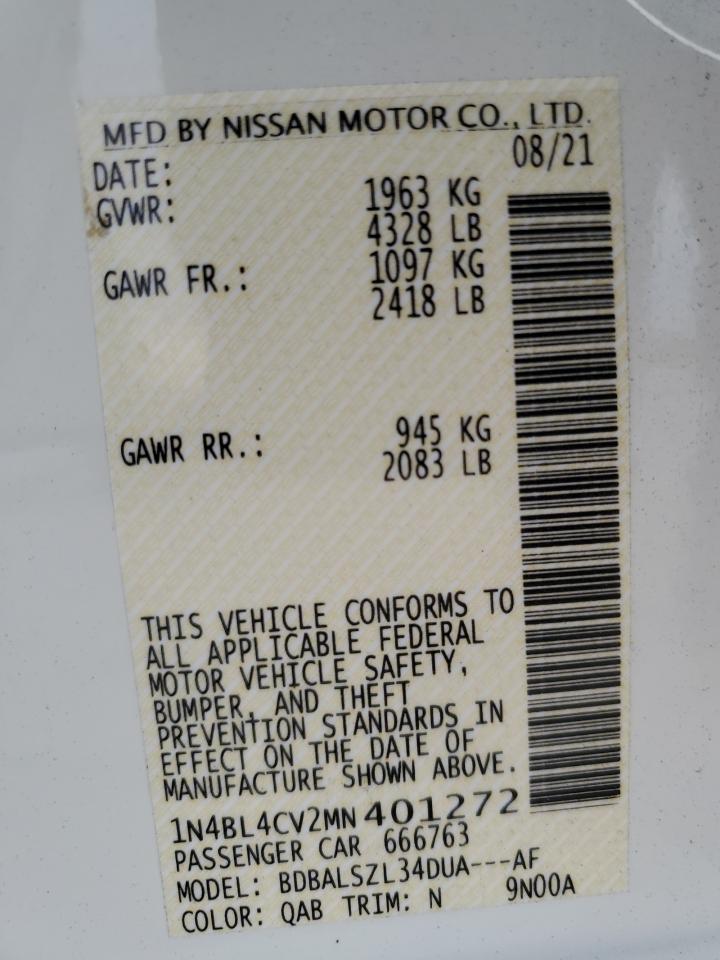 MFD BY NISSAN MOTOR CO., LTD.
DATE: 08/21
GVWR: 1963 KG
4328 LB
GAWR FR.: 1097 KG
2418 LB
GAWR RR.: 945 KG
2083 LB
THIS VEHICLE CONFORMS TO
ALL APPLICABLE FEDERAL
MOTOR VEHICLE SAFETY,
BUMPER, AND THEFT
PREVENTION STANDARDS IN
EFFECT ON THE DATE OF
MANUFACTURE SHOWN ABOVE.
1N4BL4CV2MN401272
PASSENGER CAR 666763
MODEL: BDBALSZL34DUA---AF
COLOR: QAB TRIM: N 9N00A